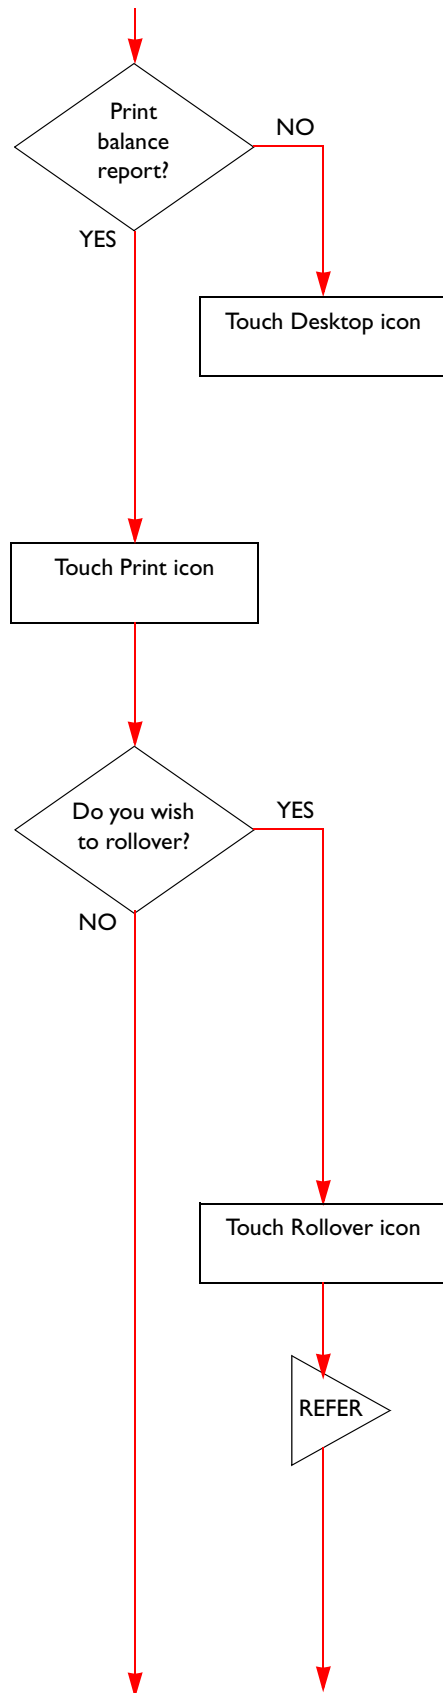 Print
balance
report?
NO
YES
Touch Desktop icon
Touch Print icon
Do you wish
to rollover?
YES
NO
Touch Rollover icon
REFER